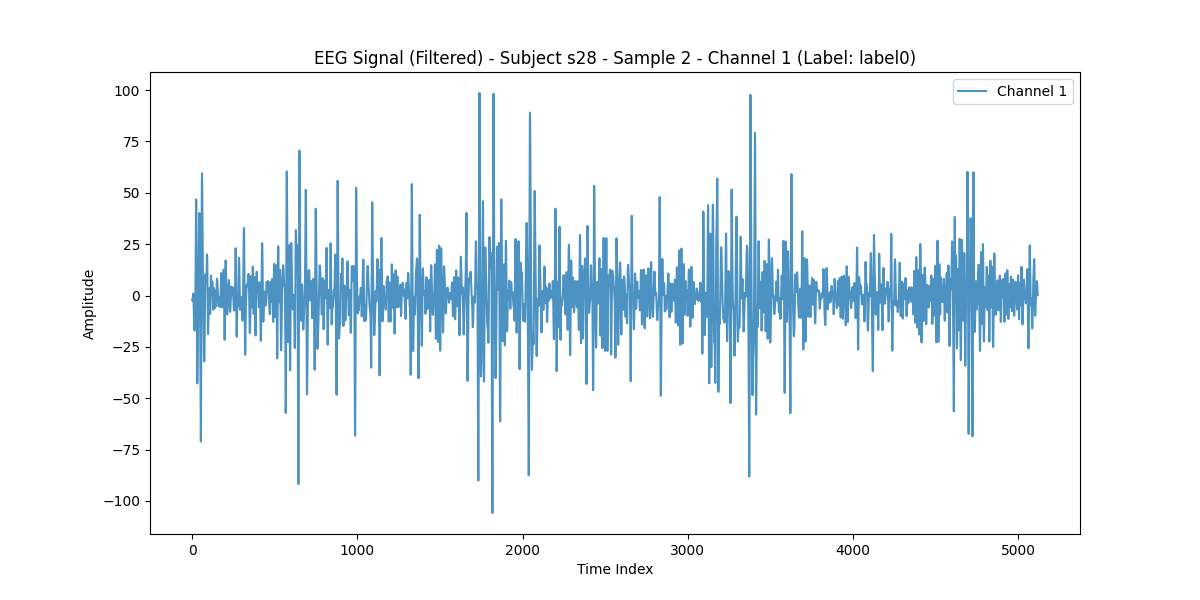 EEG Signal (Filtered) - Subject s28 - Sample 2 - Channel 1 (Label: label0)
Channel 1
100
75
50
25
0
−25
−50
−75
−100
Amplitude
0 1000 2000 3000 4000 5000
Time Index